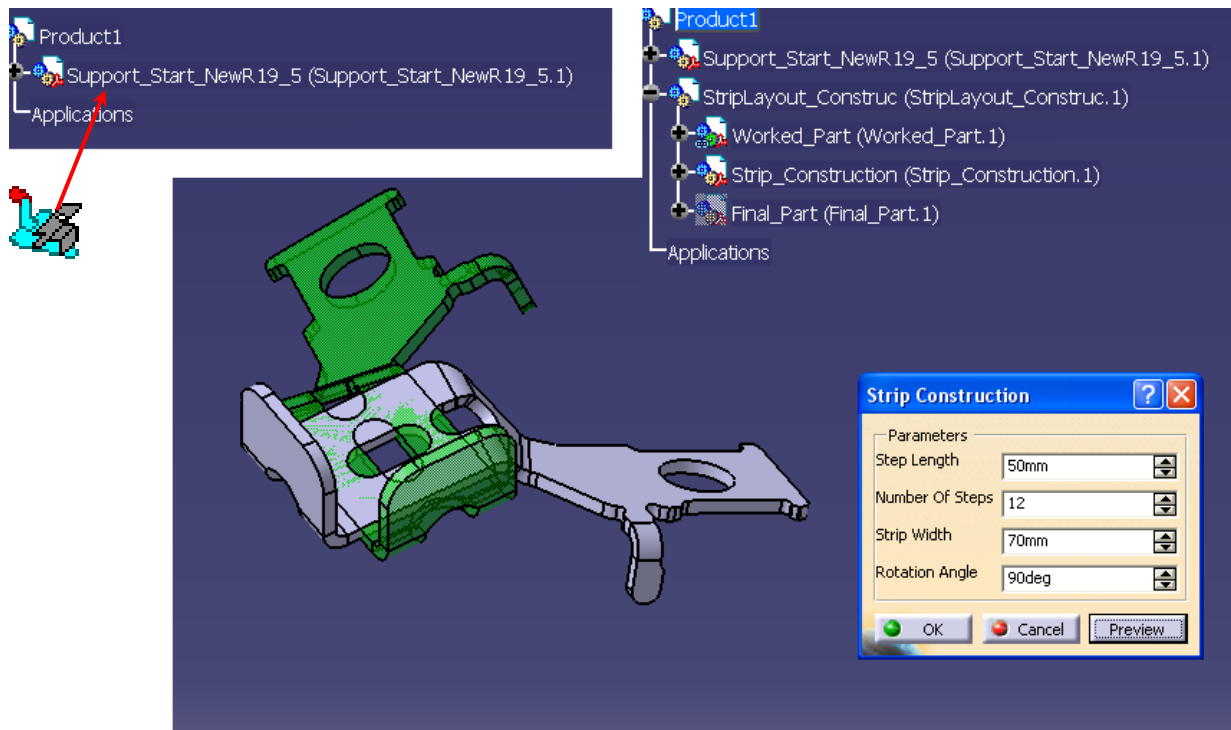 Product1
Support_Start_NewR19_5 (Support_Start_NewR19_5.1)
Applications
Product1
Support_Start_NewR19_5 (Support_Start_NewR19_5.1)
StripLayout_Construc (StripLayout_Construc.1)
Worked_Part (Worked_Part.1)
Strip_Construction (Strip_Construction.1)
Final_Part (Final_Part.1)
Applications
Strip Construction
Parameters
Step Length 50mm
Number Of Steps 12
Strip Width 70mm
Rotation Angle 90deg
OK Cancel Preview